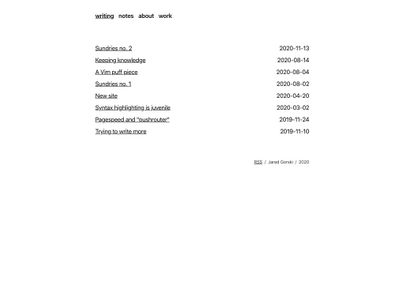 writing notes about work
Sundries no. 2 2020-11-13
Keeping knowledge 2020-08-14
A Vim puff piece 2020-08-04
Sundries no. 1 2020-08-02
New site 2020-04-20
Syntax highlighting is juvenile 2020-03-02
Pagespeed and "oushrouter" 2019-11-24
Trying to write more 2019-11-10
RSS / Jared Gorski / 2020